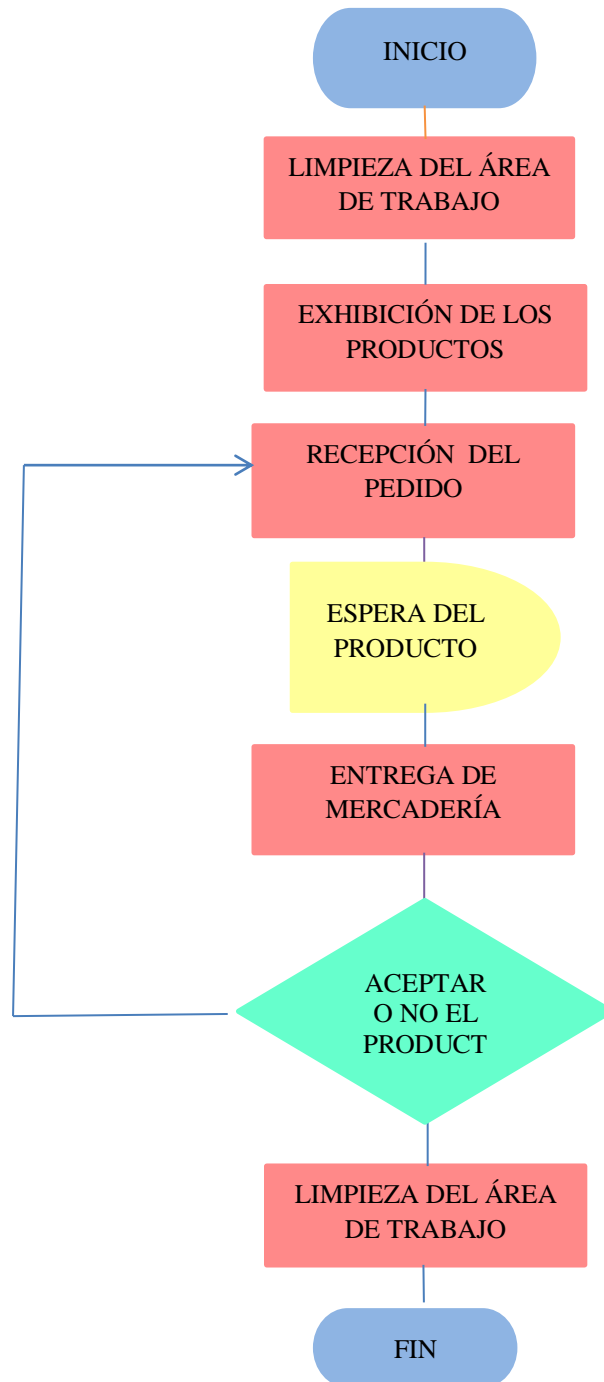 INICIO
LIMPIEZA DEL ÁREA
DE TRABAJO
EXHIBICIÓN DE LOS
PRODUCTOS
RECEPCIÓN DEL
PEDIDO
ESPERA DEL
PRODUCTO
ENTREGA DE
MERCADERÍA
ACEPTAR
O NO EL
PRODUCT
LIMPIEZA DEL ÁREA
DE TRABAJO
FIN